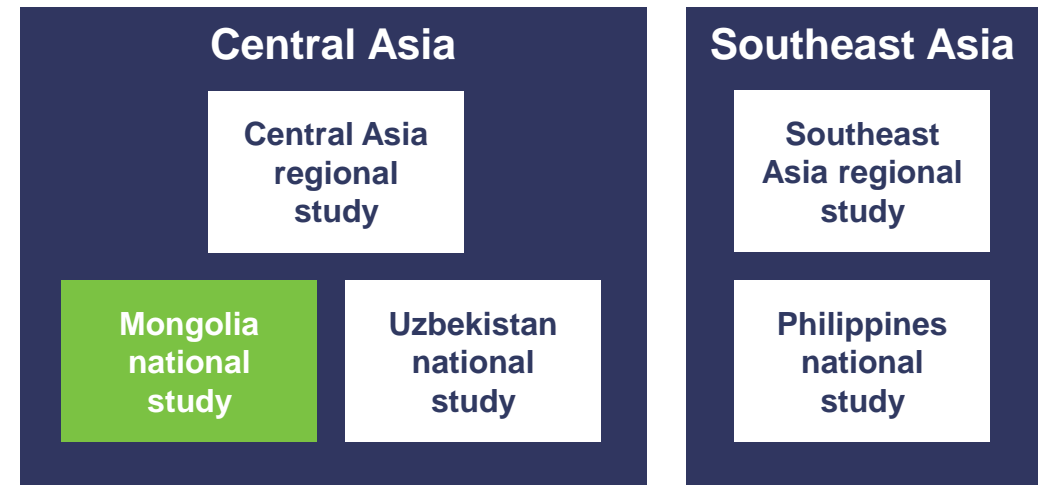 Central Asia
Central Asia
regional
study
Mongolia
national
study
Uzbekistan
national
study
Southeast Asia
Southeast
Asia regional
study
Philippines
national
study